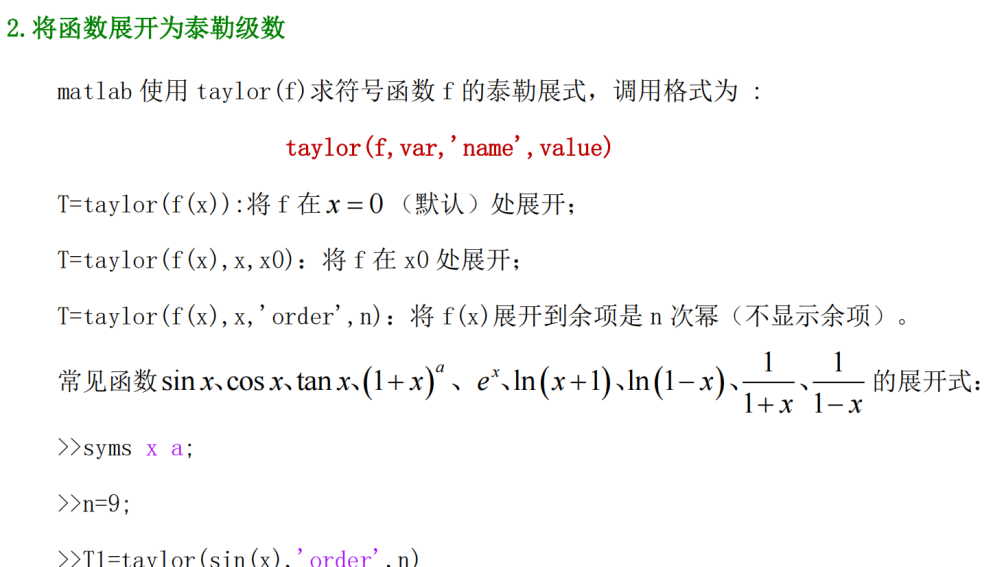 2.将函数展开为泰勒级数
matlab 使用 taylor(f)求符号函数 f 的泰勒展式，调用格式为 :
taylor(f,var,'name',value)
T=taylor(f(x)):将 f 在 x = 0（默认）处展开；
T=taylor(f(x),x,x0)：将 f 在 x0 处展开；
T=taylor(f(x),x,'order',n)：将 f(x)展开到余项是 n 次幂（不显示余项）。
常见函数 sin x、cos x、tan x、(1+x)^a、e^x、ln(x+1)、ln(1−x)、1/(1+x)、1/(1−x) 的展开式：
>>syms x a;
>>n=9;
>>T1=taylor(sin(x),'order',n)